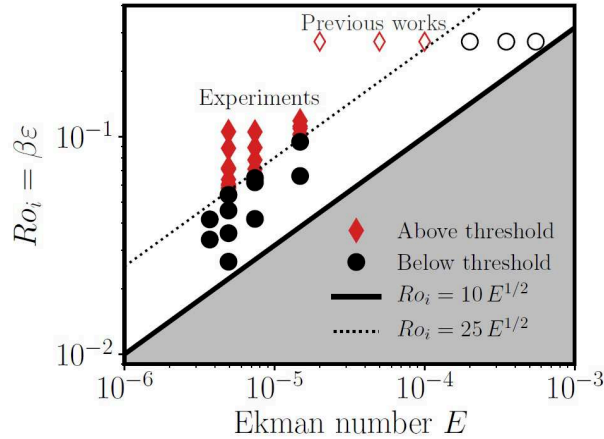 Previous works
Experiments
10⁻¹
Ro_i = βε
Above threshold
Below threshold
Ro_i = 10 E^{1/2}
Ro_i = 25 E^{1/2}
10⁻²
10⁻⁶ 10⁻⁵ 10⁻⁴ 10⁻³
Ekman number E